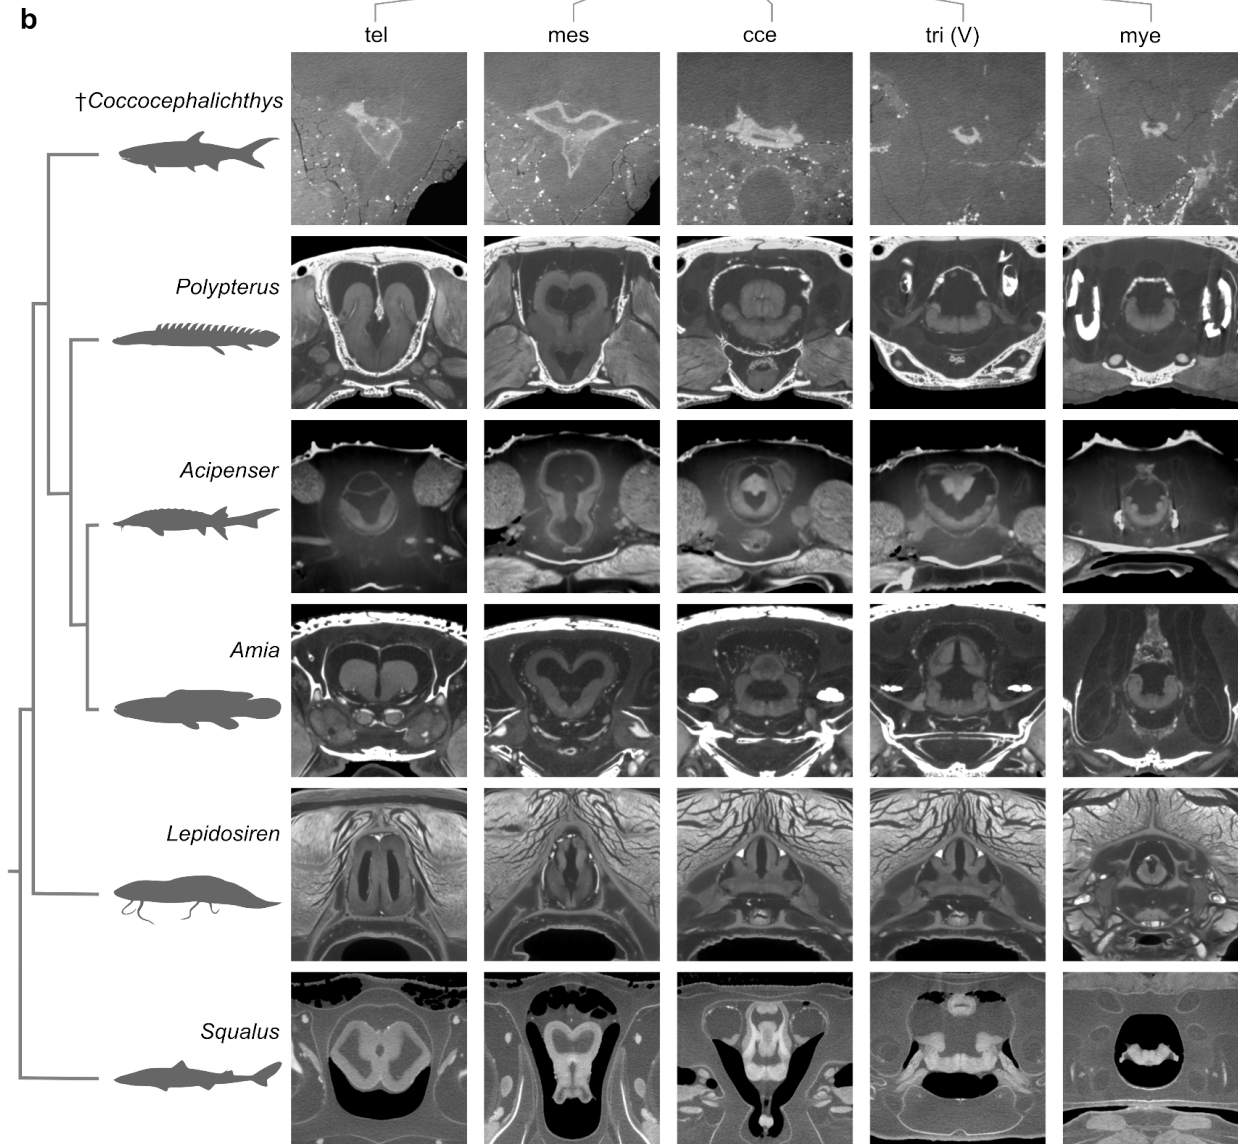 b
tel mes cce tri (V) mye
†Coccocephalichthys
Polypterus
Acipenser
Amia
Lepidosiren
Squalus